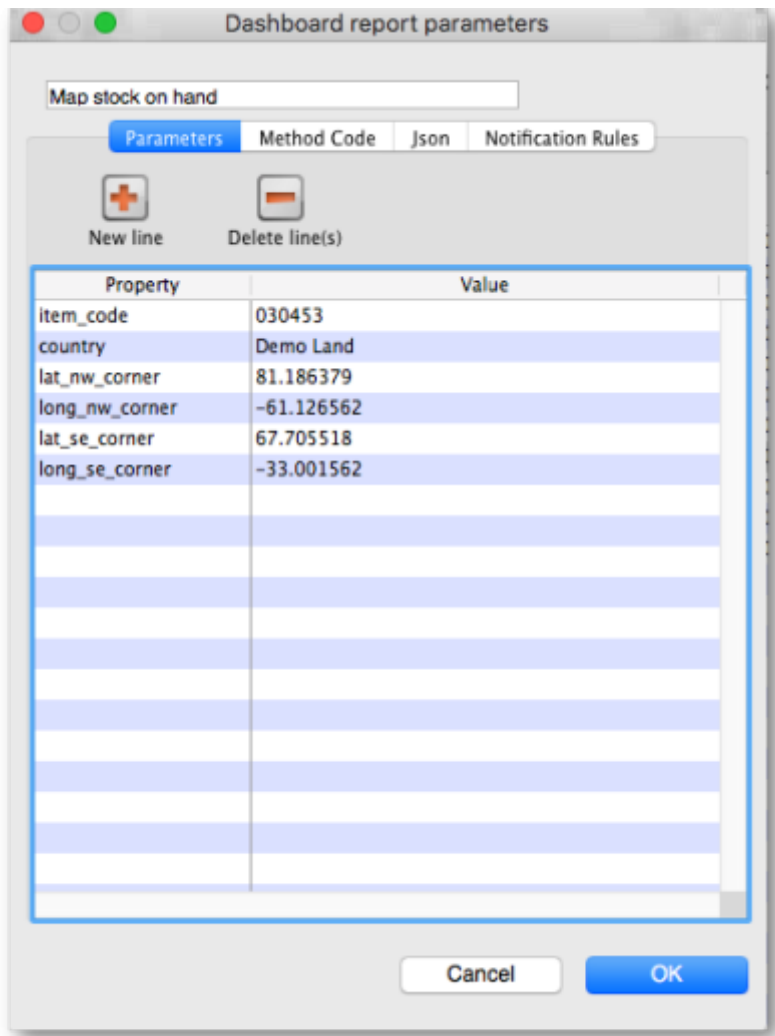 Dashboard report parameters
Map stock on hand
Parameters Method Code Json Notification Rules
New line Delete line(s)
Property Value
item_code 030453
country Demo Land
lat_nw_corner 81.186379
long_nw_corner -61.126562
lat_se_corner 67.705518
long_se_corner -33.001562
Cancel OK